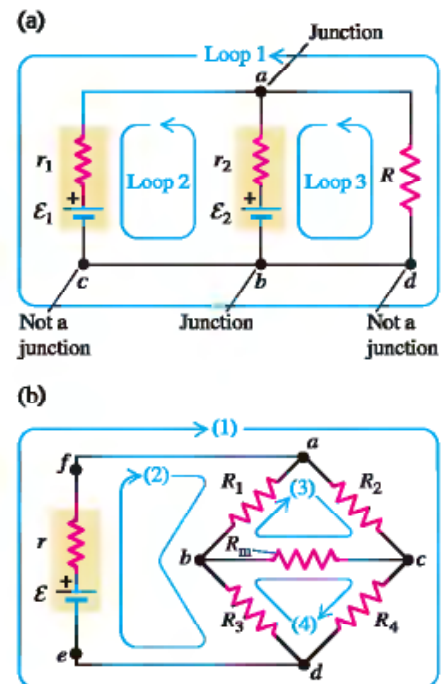 (a)
Junction
Loop 1
a
r₁
Loop 2
r₂
Loop 3
R
+
ℰ₁
+
ℰ₂
c
b
d
Not a
junction
Junction
Not a
junction
(b)
(1)
a
f
(2)
R₁
(3)
R₂
r
b
Rₘ
c
ℰ
+
R₃
(4)
R₄
e
d